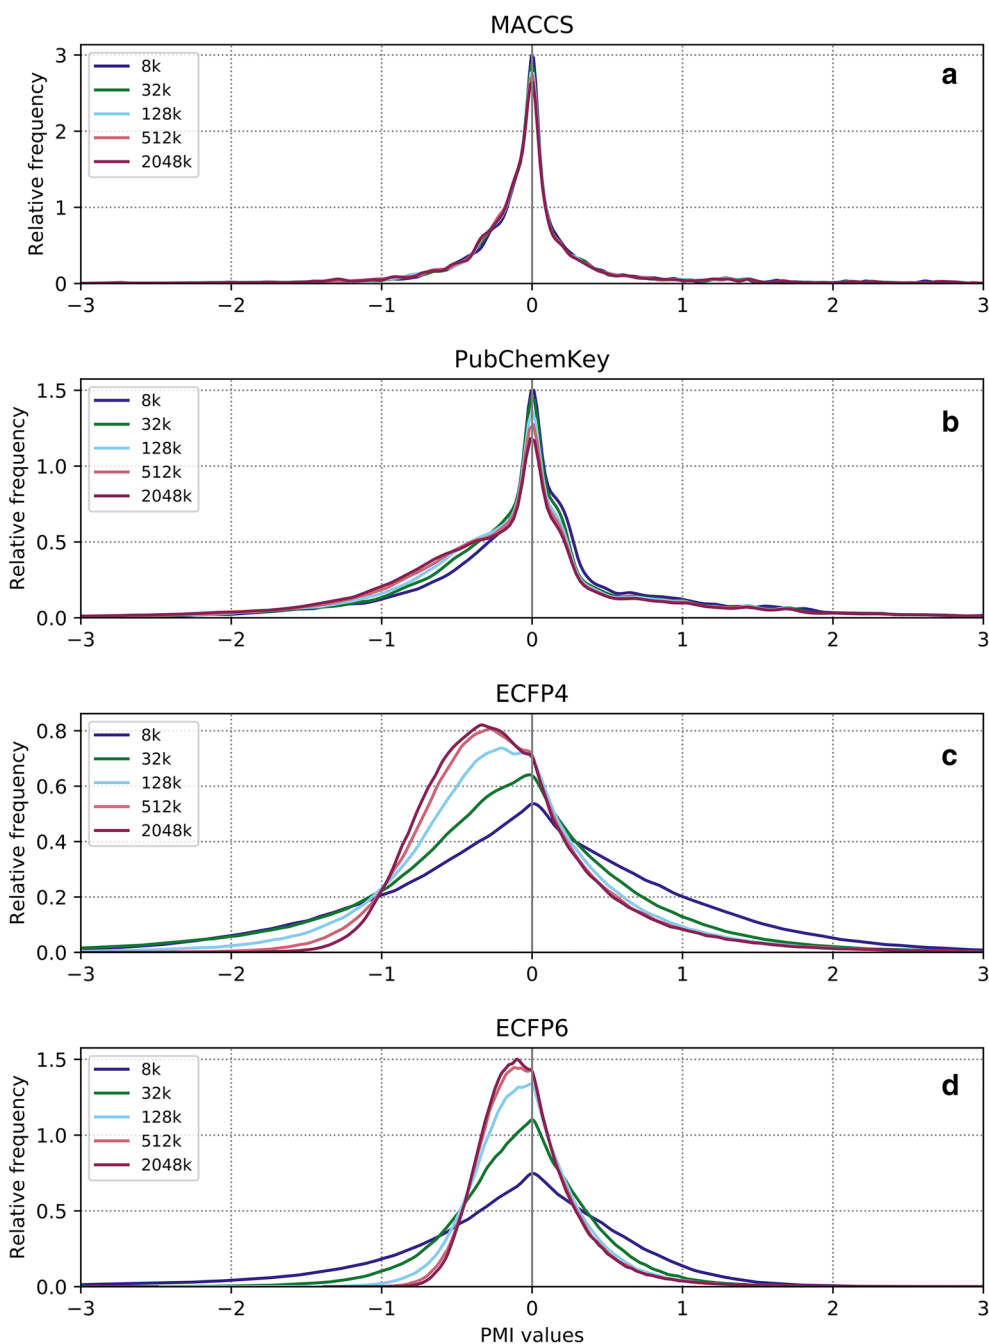 MACCS
a
Relative frequency
8k
32k
128k
512k
2048k
3
2
1
0
−3 −2 −1 0 1 2 3
PubChemKey
b
Relative frequency
8k
32k
128k
512k
2048k
1.5
1.0
0.5
0.0
−3 −2 −1 0 1 2 3
ECFP4
c
Relative frequency
8k
32k
128k
512k
2048k
0.8
0.6
0.4
0.2
0.0
−3 −2 −1 0 1 2 3
ECFP6
d
Relative frequency
8k
32k
128k
512k
2048k
1.5
1.0
0.5
0.0
−3 −2 −1 0 1 2 3
PMI values